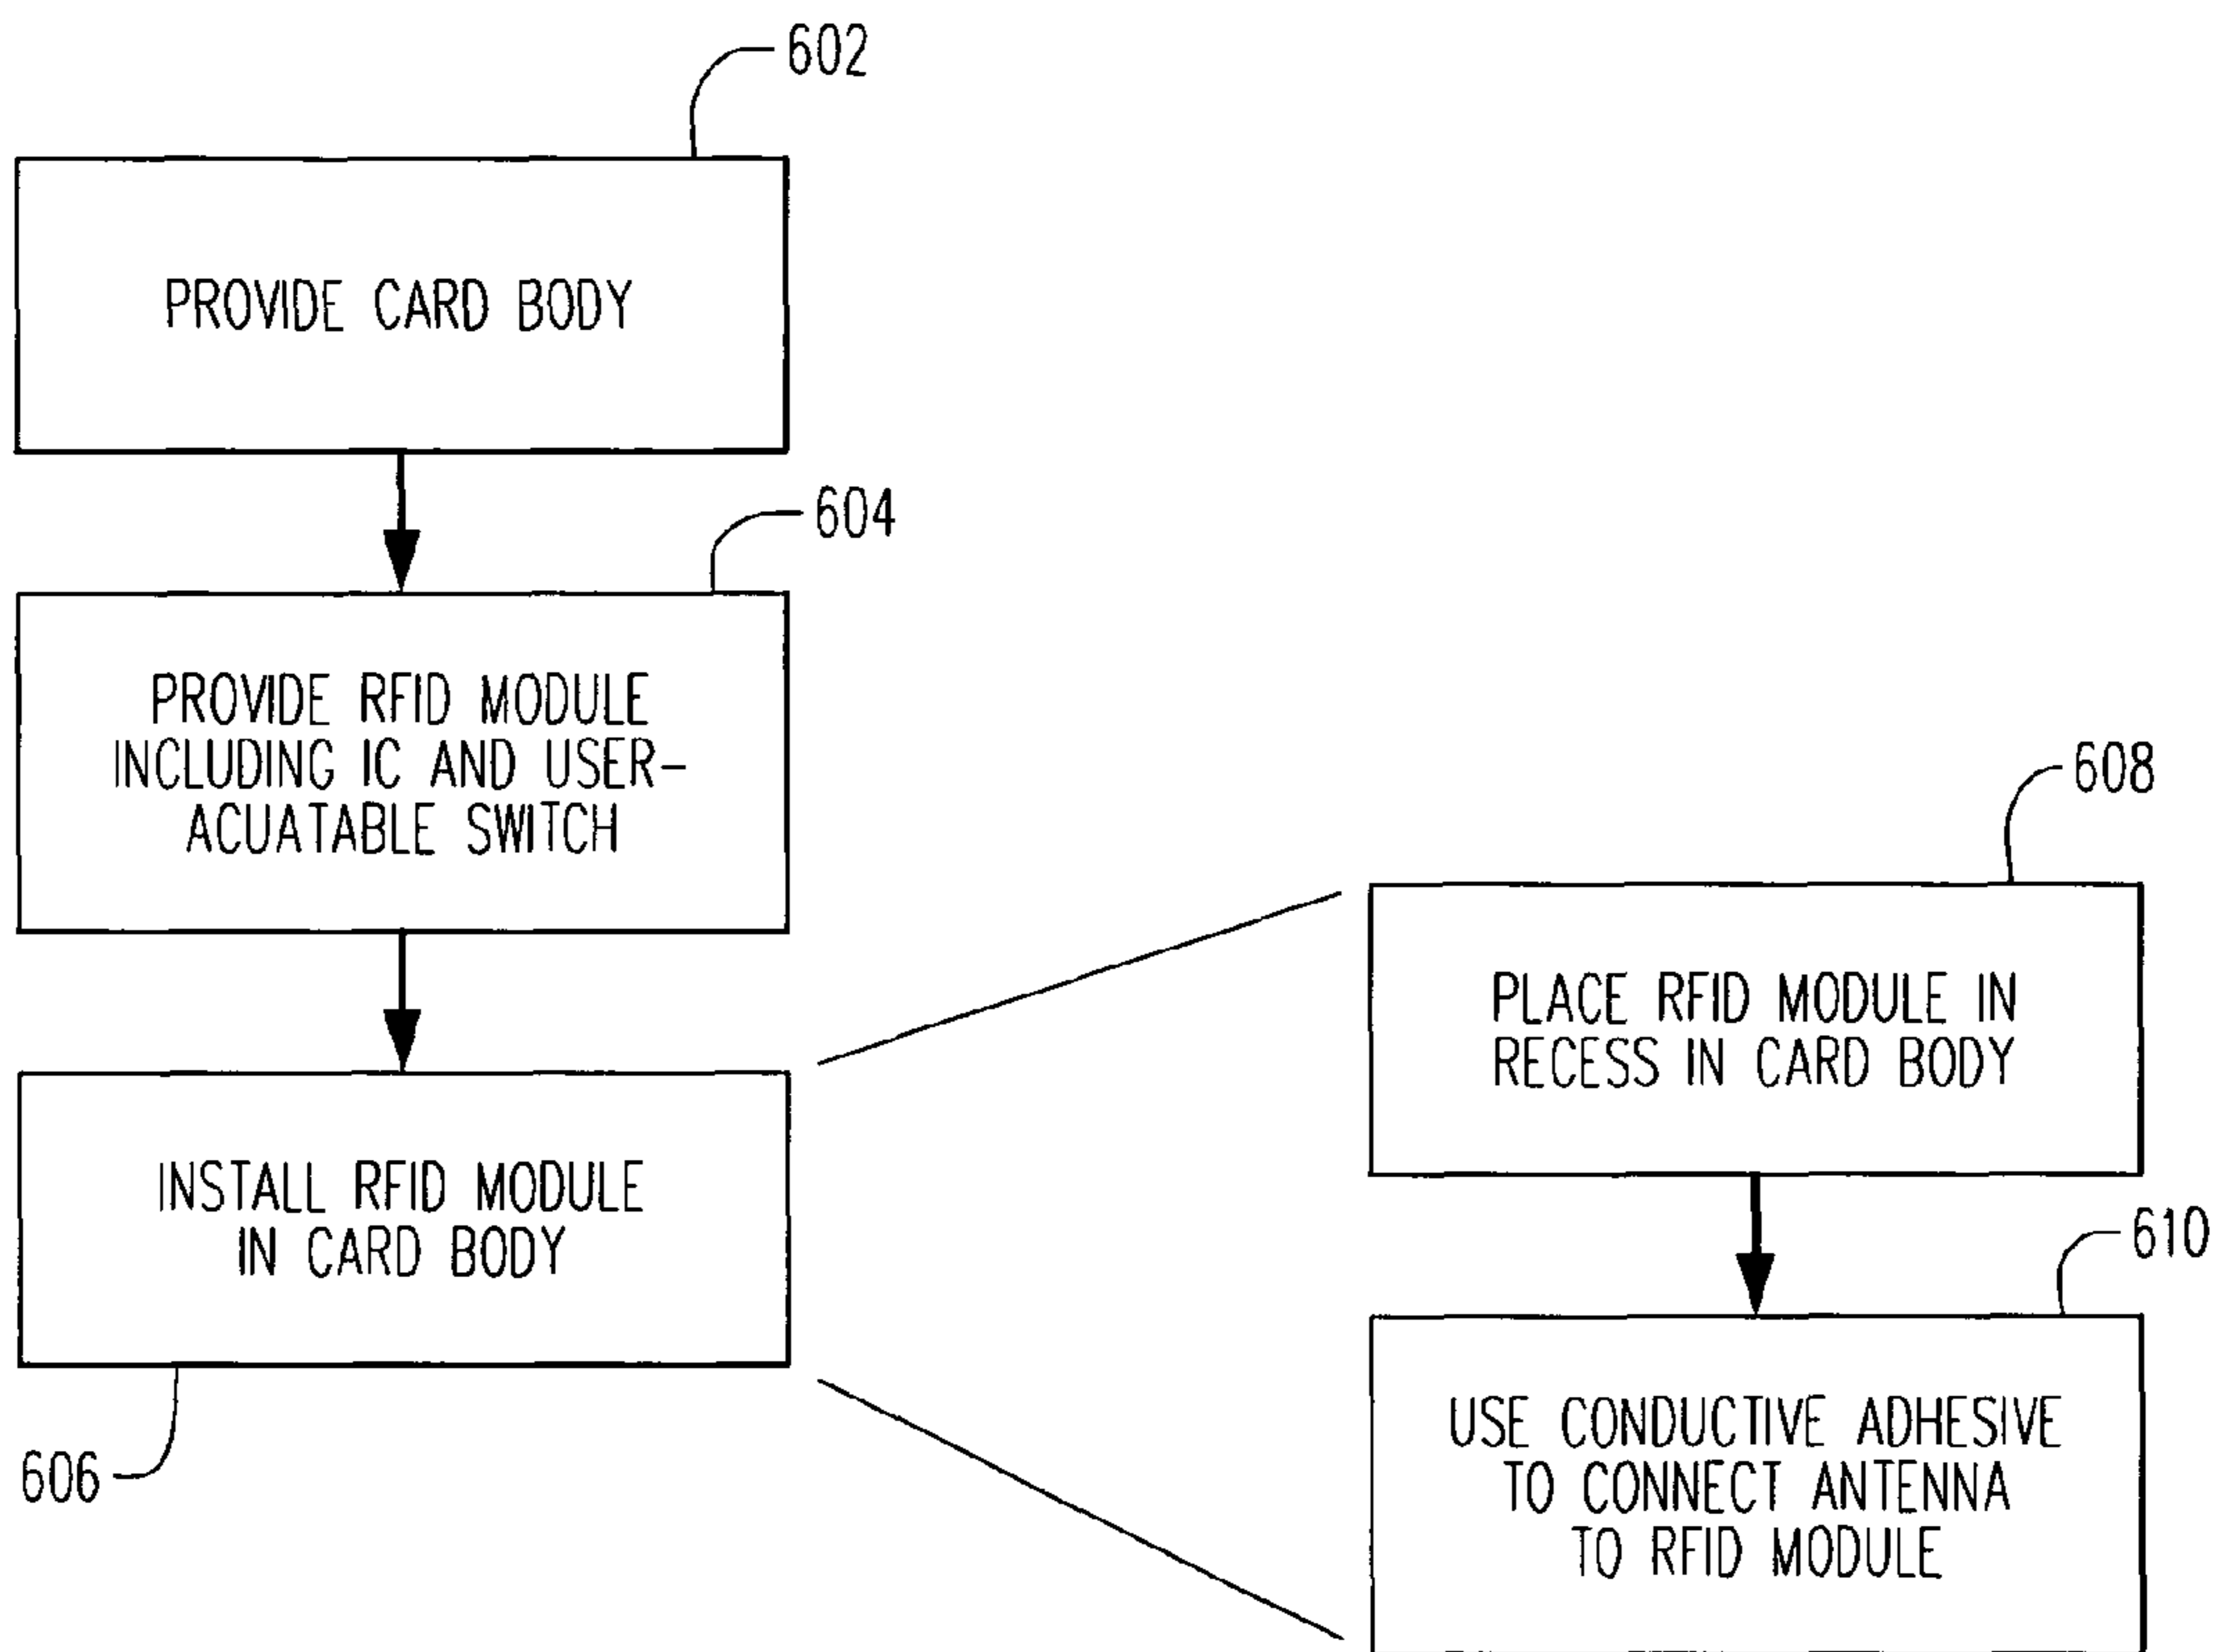 602
PROVIDE CARD BODY
604
PROVIDE RFID MODULE
INCLUDING IC AND USER-
ACUATABLE SWITCH
606
INSTALL RFID MODULE
IN CARD BODY
608
PLACE RFID MODULE IN
RECESS IN CARD BODY
610
USE CONDUCTIVE ADHESIVE
TO CONNECT ANTENNA
TO RFID MODULE